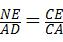 NE/AD = CE/CA